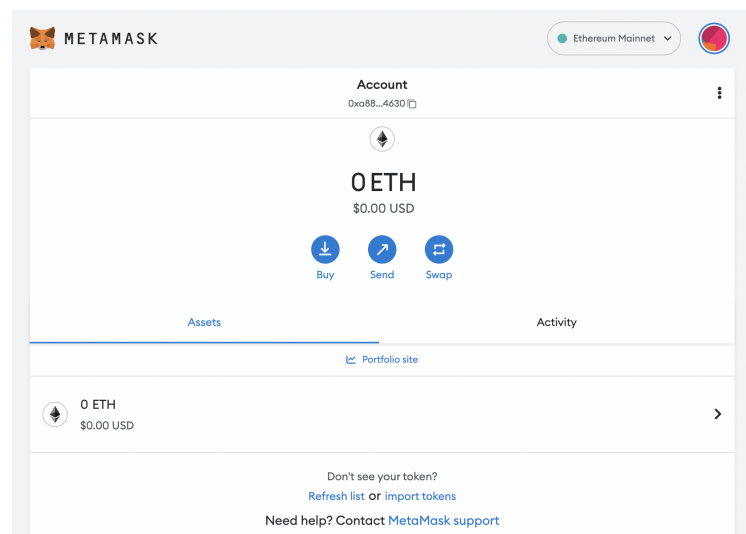 METAMASK
Ethereum Mainnet
Account
0xa88...4630
0 ETH
$0.00 USD
Buy Send Swap
Assets Activity
Portfolio site
0 ETH
$0.00 USD
Don't see your token?
Refresh list or import tokens
Need help? Contact MetaMask support